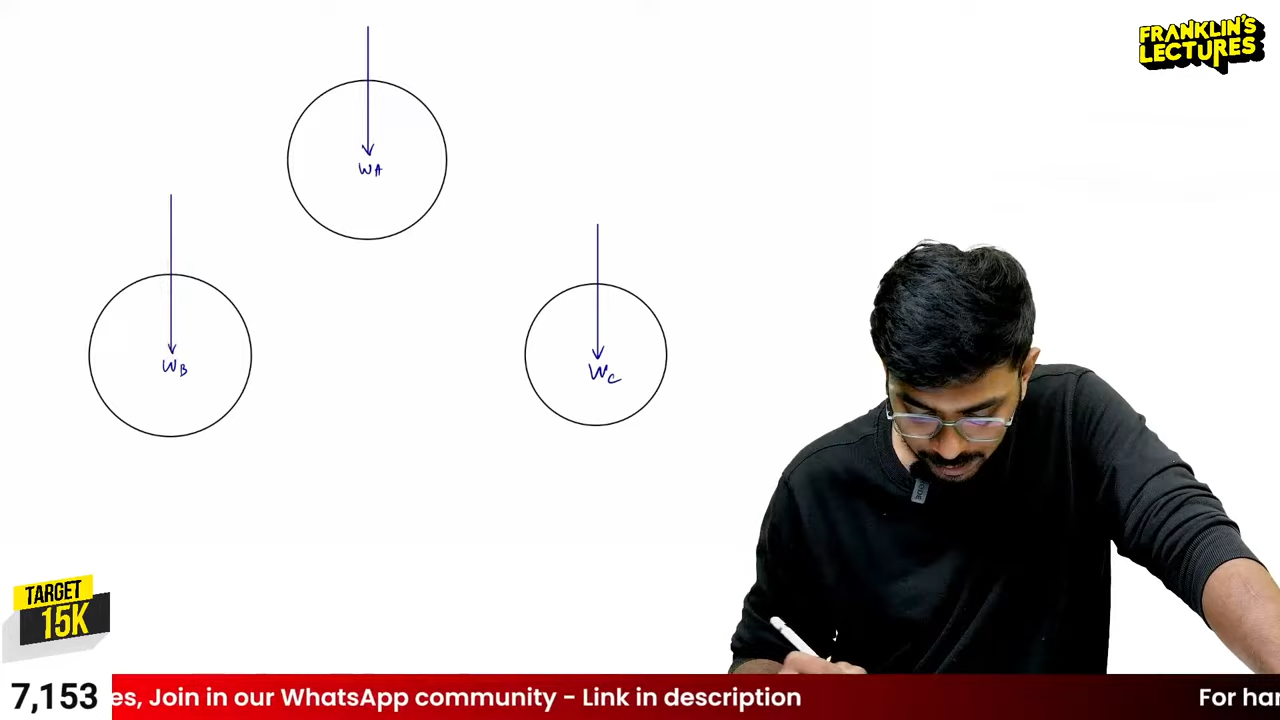 FRANKLIN'S
LECTURES
WA
WB
WC
TARGET
15K
7,153
es, Join in our WhatsApp community - Link in description
For har